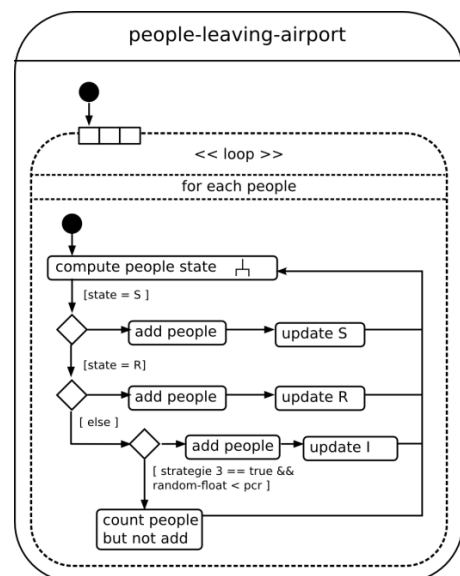 people-leaving-airport
<< loop >>
for each people
compute people state
[state = S ]
add people
update S
[state = R]
add people
update R
[ else ]
add people
update I
[ strategie 3 == true &&
random-float < pcr ]
count people
but not add